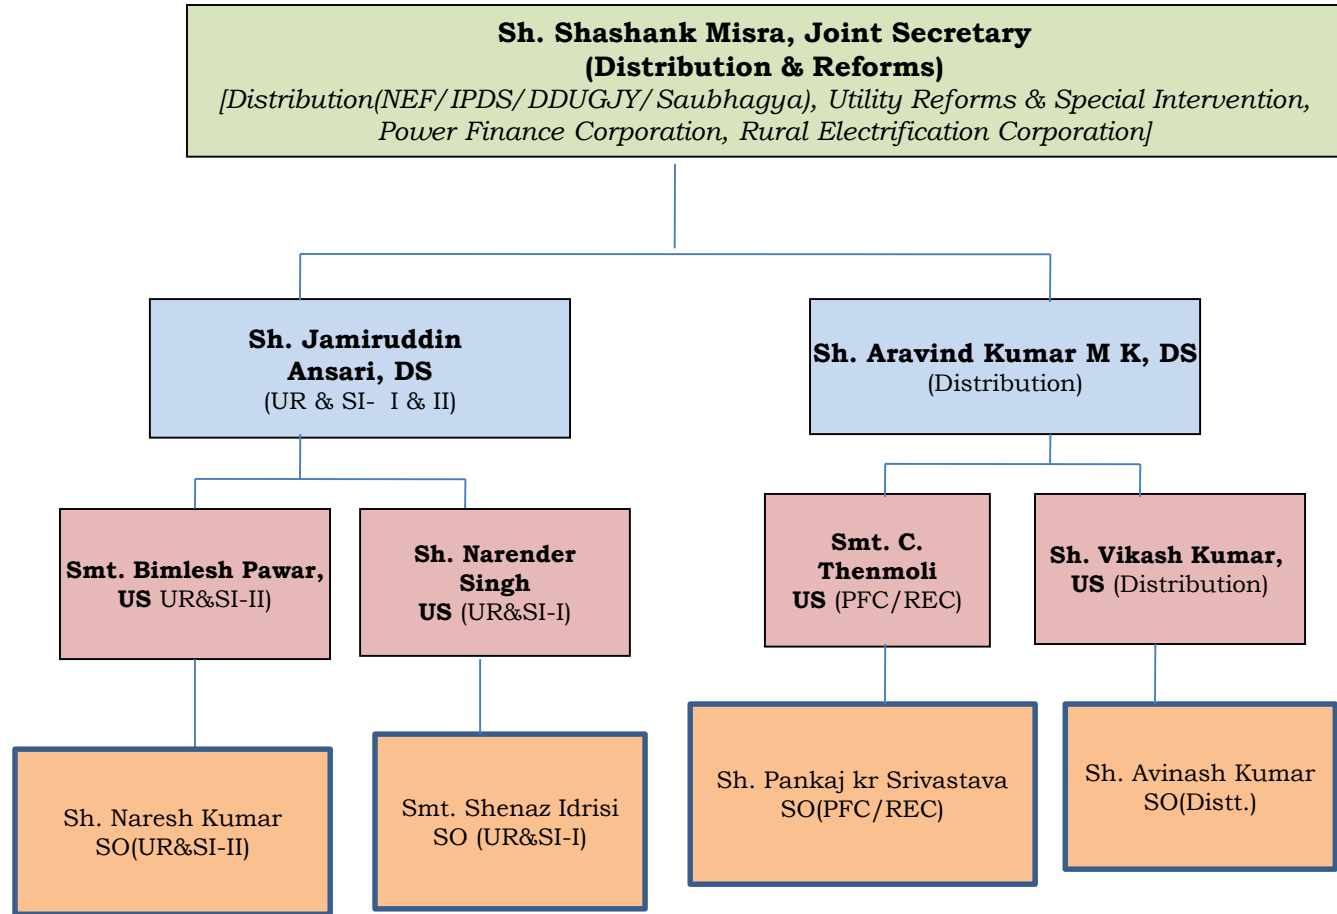 Sh. Shashank Misra, Joint Secretary
(Distribution & Reforms)
[Distribution(NEF/IPDS/DDUGJY/Saubhagya), Utility Reforms & Special Intervention,
Power Finance Corporation, Rural Electrification Corporation]
Sh. Jamiruddin
Ansari, DS
(UR & SI- I & II)
Sh. Aravind Kumar M K, DS
(Distribution)
Smt. Bimlesh Pawar,
US UR&SI-II)
Sh. Narender
Singh
US (UR&SI-I)
Smt. C.
Thenmoli
US (PFC/REC)
Sh. Vikash Kumar,
US (Distribution)
Sh. Naresh Kumar
SO(UR&SI-II)
Smt. Shenaz Idrisi
SO (UR&SI-I)
Sh. Pankaj kr Srivastava
SO(PFC/REC)
Sh. Avinash Kumar
SO(Distt.)